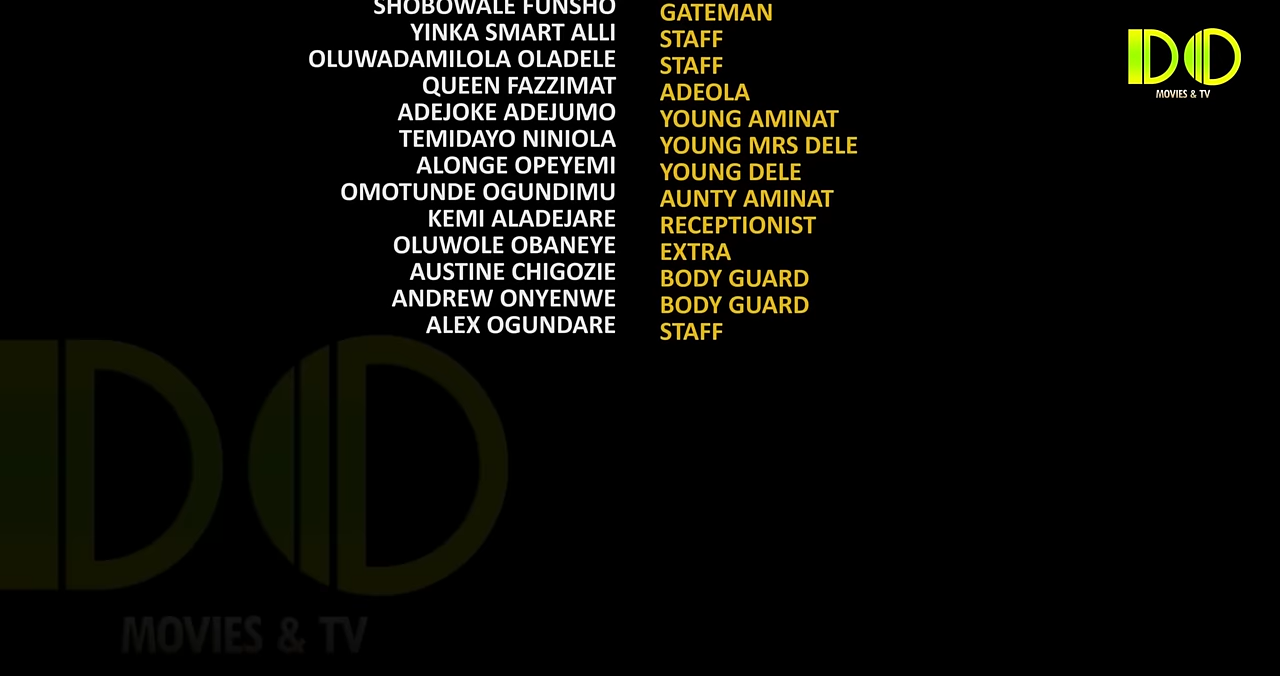 SHOBOWALE FUNSHO GATEMAN
YINKA SMART ALLI STAFF
OLUWADAMILOLA OLADELE STAFF
QUEEN FAZZIMAT ADEOLA
ADEJOKE ADEJUMO YOUNG AMINAT
TEMIDAYO NINIOLA YOUNG MRS DELE
ALONGE OPEYEMI YOUNG DELE
OMOTUNDE OGUNDIMU AUNTY AMINAT
KEMI ALADEJARE RECEPTIONIST
OLUWOLE OBANEYE EXTRA
AUSTINE CHIGOZIE BODY GUARD
ANDREW ONYENWE BODY GUARD
ALEX OGUNDARE STAFF
DO
MOVIES & TV
DO
MOVIES & TV